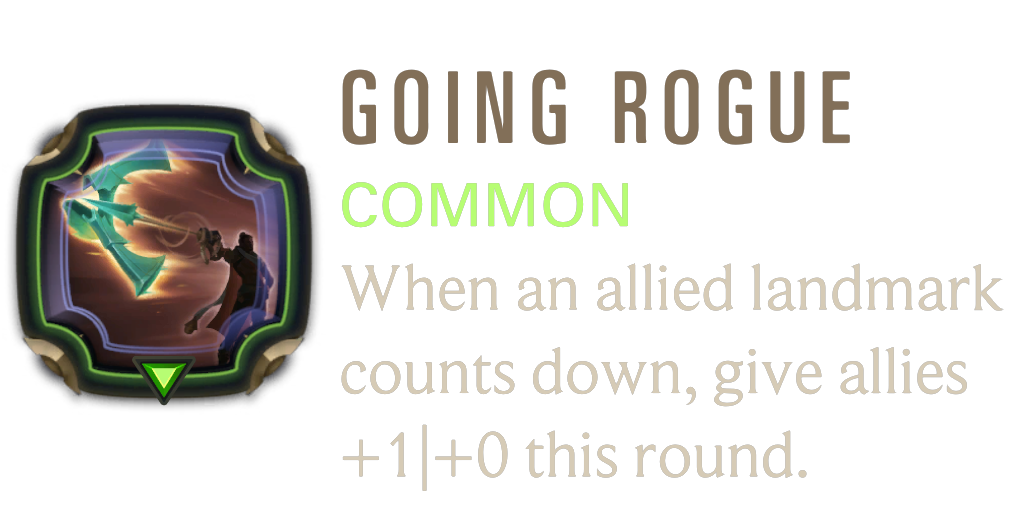 GOING ROGUE
COMMON
When an allied landmark
counts down, give allies
+1|+0 this round.